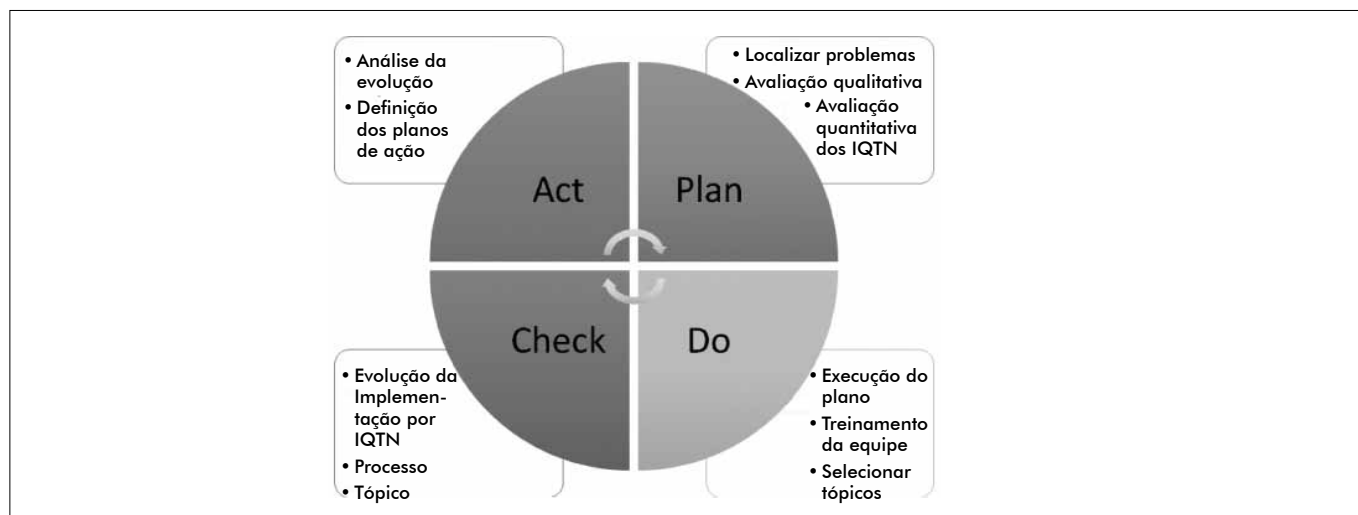 • Análise da
evolução
• Definição
dos planos
de ação
• Localizar problemas
• Avaliação qualitativa
• Avaliação
quantitativa
dos IQTN
Act
Plan
Check
Do
• Evolução da
Implemen-
tação por
IQTN
• Processo
• Tópico
• Execução do
plano
• Treinamento
da equipe
• Selecionar
tópicos